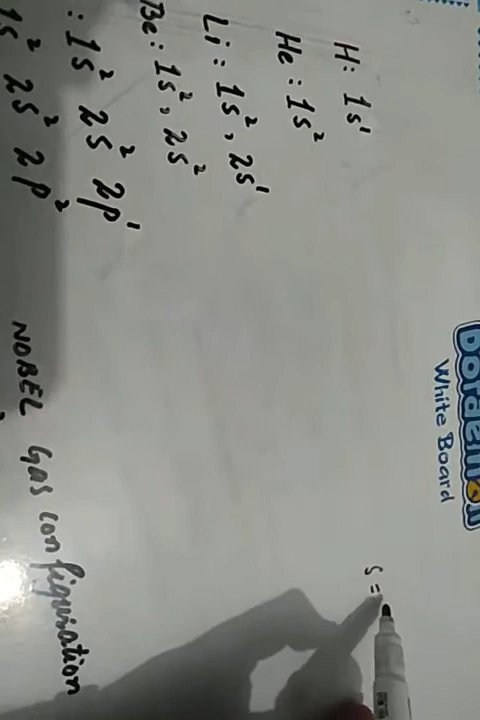 Doraemon
White Board
S =
H: 1s¹
He: 1s²
Li: 1s², 2s¹
Be: 1s², 2s²
: 1s² 2s² 2p¹
1s² 2s² 2p²
NOBEL Gas configuration